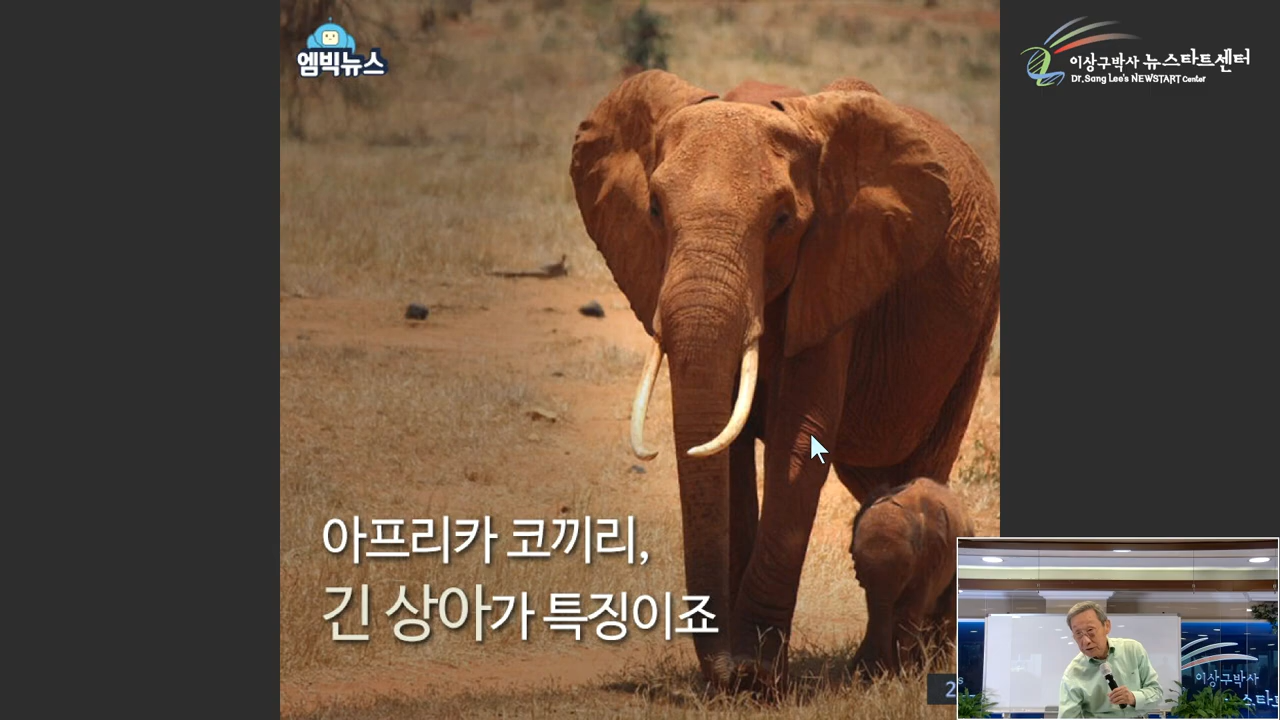 엠빅뉴스
이상구박사 뉴스타트센터
Dr. Sang Lee's NEWSTART Center
아프리카 코끼리,
긴 상아가 특징이죠
이상구박사